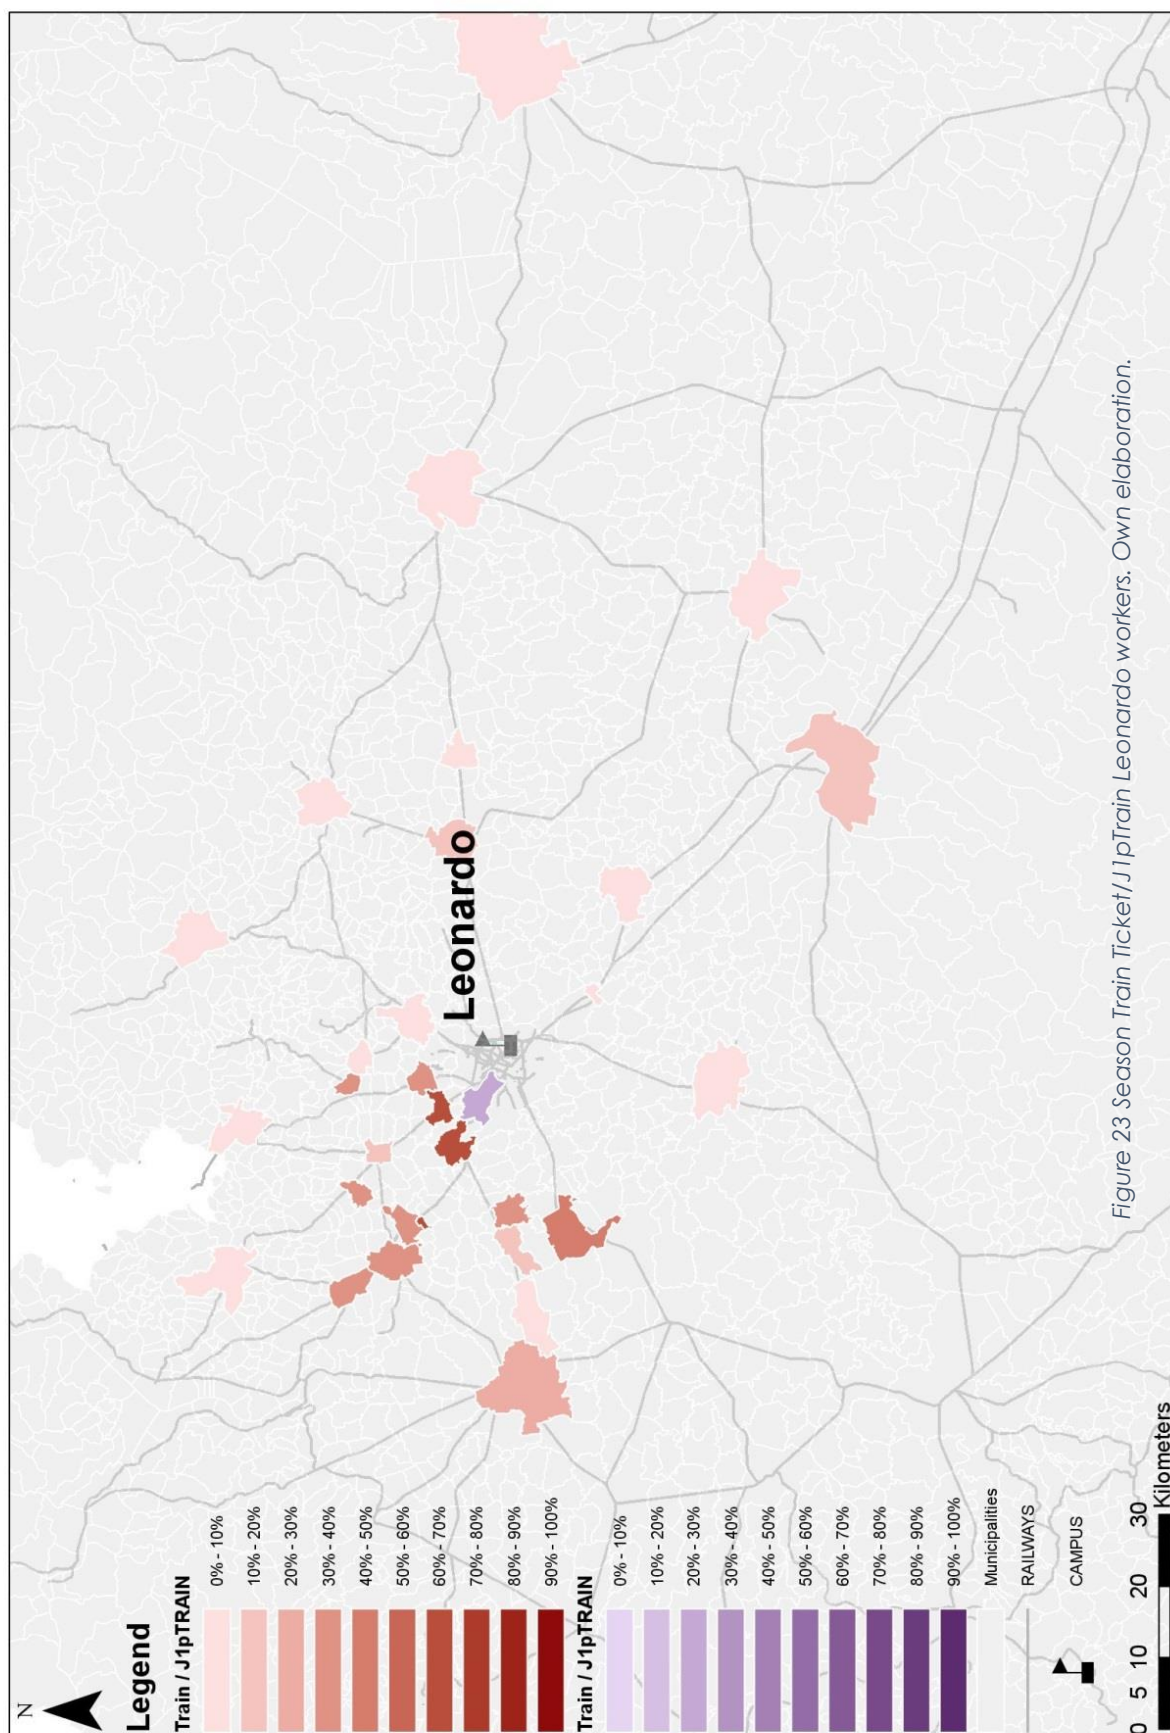 N
Legend
Train / J1pTRAIN
0% - 10%
10% - 20%
20% - 30%
30% - 40%
40% - 50%
50% - 60%
60% - 70%
70% - 80%
80% - 90%
90% - 100%
Train / J1pTRAIN
0% - 10%
10% - 20%
20% - 30%
30% - 40%
40% - 50%
50% - 60%
60% - 70%
70% - 80%
80% - 90%
90% - 100%
Municipalities
RAILWAYS
CAMPUS
0 5 10 20 30
Kilometers
Leonardo
Figure 23 Season Train Ticket/J1pTrain Leonardo workers. Own elaboration.